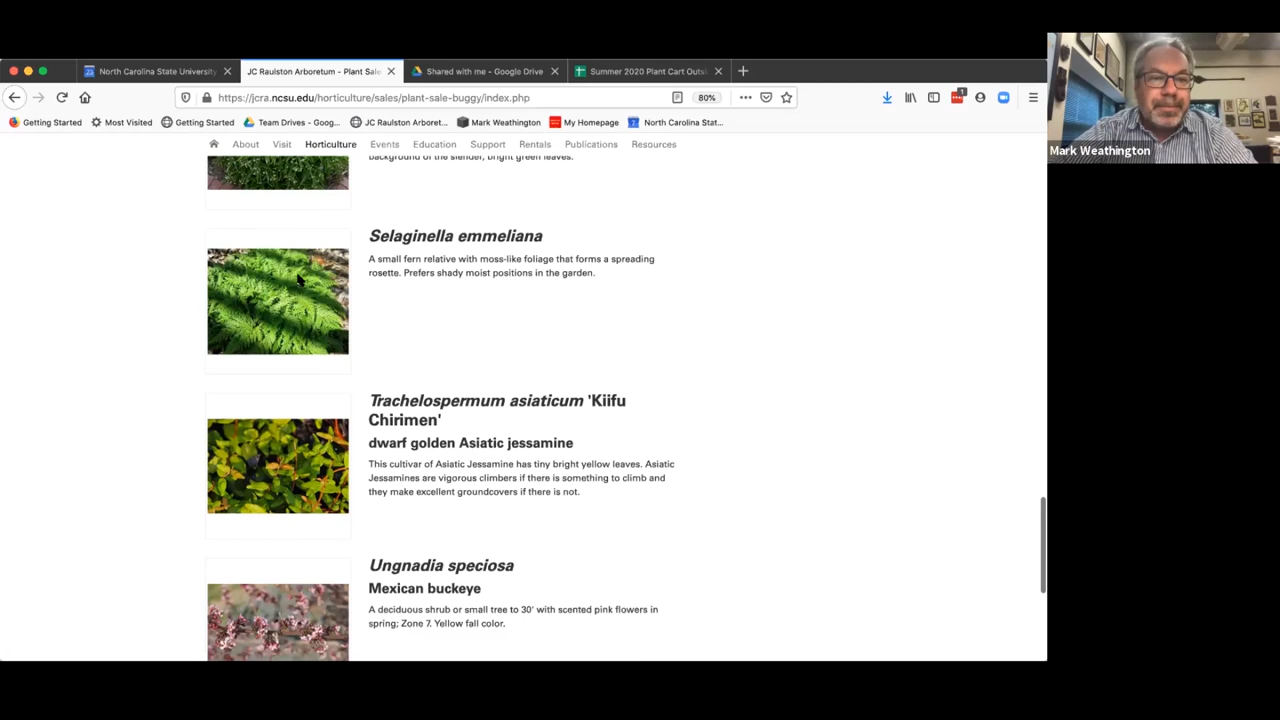 North Carolina State University
JC Raulston Arboretum - Plant Sale
Shared with me - Google Drive
Summer 2020 Plant Cart Outsi
https://jcra.ncsu.edu/horticulture/sales/plant-sale-buggy/index.php
80%
1
Getting Started
Most Visited
Getting Started
Team Drives - Goog...
JC Raulston Arboret...
Mark Weathington
My Homepage
North Carolina Stat...
About Visit Horticulture Events Education Support Rentals Publications Resources
background of the slender, bright green leaves.
Selaginella emmeliana
A small fern relative with moss-like foliage that forms a spreading
rosette. Prefers shady moist positions in the garden.
Trachelospermum asiaticum 'Kiifu
Chirimen'
dwarf golden Asiatic jessamine
This cultivar of Asiatic Jessamine has tiny bright yellow leaves. Asiatic
Jessamines are vigorous climbers if there is something to climb and
they make excellent groundcovers if there is not.
Ungnadia speciosa
Mexican buckeye
A deciduous shrub or small tree to 30' with scented pink flowers in
spring; Zone 7. Yellow fall color.
Mark Weathington